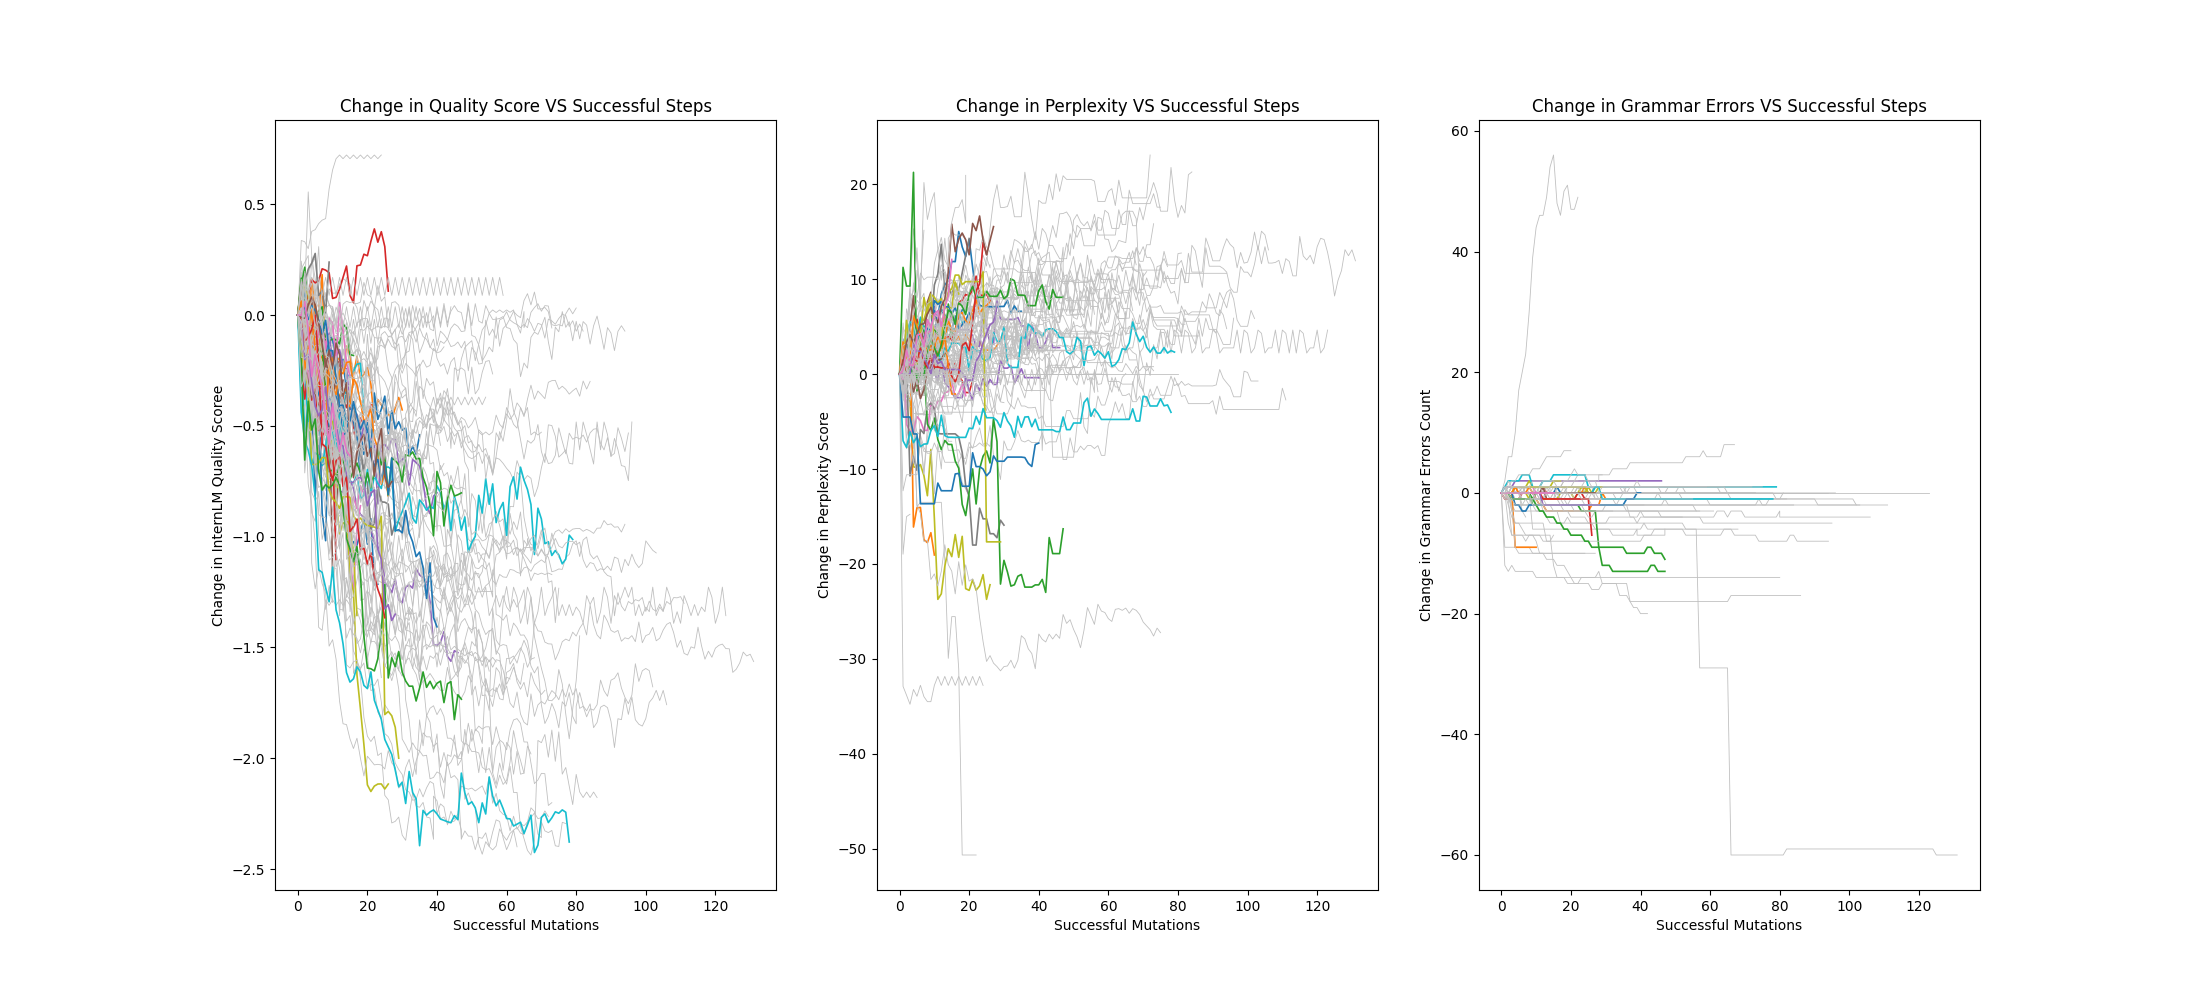 Change in Quality Score VS Successful Steps
Change in InternLM Quality Scoree
0.5
0.0
−0.5
−1.0
−1.5
−2.0
−2.5
0 20 40 60 80 100 120
Successful Mutations
Change in Perplexity VS Successful Steps
Change in Perplexity Score
20
10
0
−10
−20
−30
−40
−50
0 20 40 60 80 100 120
Successful Mutations
Change in Grammar Errors VS Successful Steps
Change in Grammar Errors Count
60
40
20
0
−20
−40
−60
0 20 40 60 80 100 120
Successful Mutations